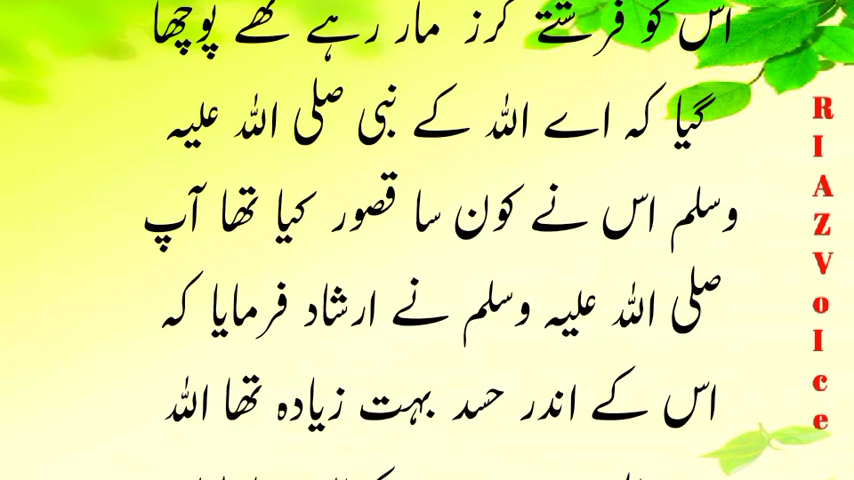 اس کو فرشتے گرز مار رہے تھے پوچھا
گیا کہ اے اللہ کے نبی صلی اللہ علیہ
وسلم اس نے کون سا قصور کیا تھا آپ
صلی اللہ علیہ وسلم نے ارشاد فرمایا کہ
اس کے اندر حسد بہت زیادہ تھا اللہ
RIAZVoIce